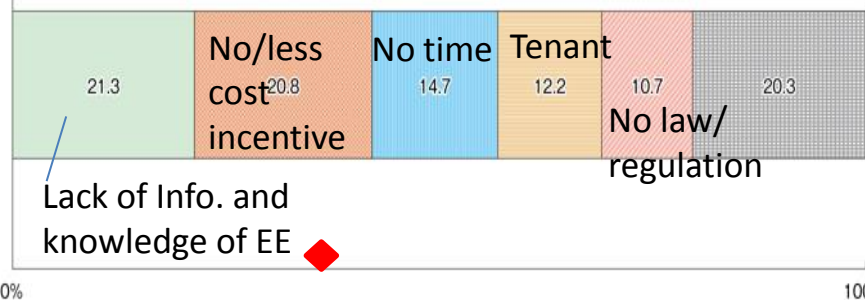 No/less
cost
incentive
No time
Tenant
21.3
20.8
14.7
12.2
10.7
20.3
No law/
regulation
Lack of Info. and
knowledge of EE
0%
100